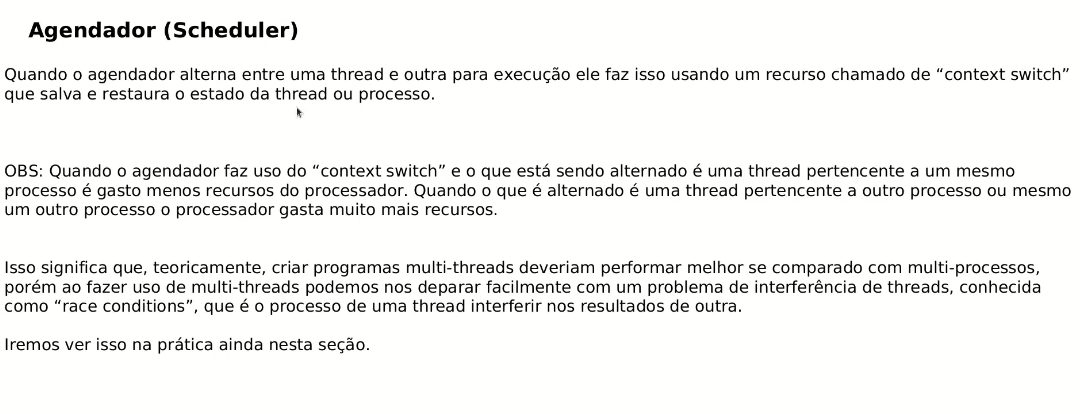 Agendador (Scheduler)
Quando o agendador alterna entre uma thread e outra para execução ele faz isso usando um recurso chamado de “context switch”
que salva e restaura o estado da thread ou processo.
OBS: Quando o agendador faz uso do “context switch” e o que está sendo alternado é uma thread pertencente a um mesmo
processo é gasto menos recursos do processador. Quando o que é alternado é uma thread pertencente a outro processo ou mesmo
um outro processo o processador gasta muito mais recursos.
Isso significa que, teoricamente, criar programas multi-threads deveriam performar melhor se comparado com multi-processos,
porém ao fazer uso de multi-threads podemos nos deparar facilmente com um problema de interferência de threads, conhecida
como “race conditions”, que é o processo de uma thread interferir nos resultados de outra.
Iremos ver isso na prática ainda nesta seção.